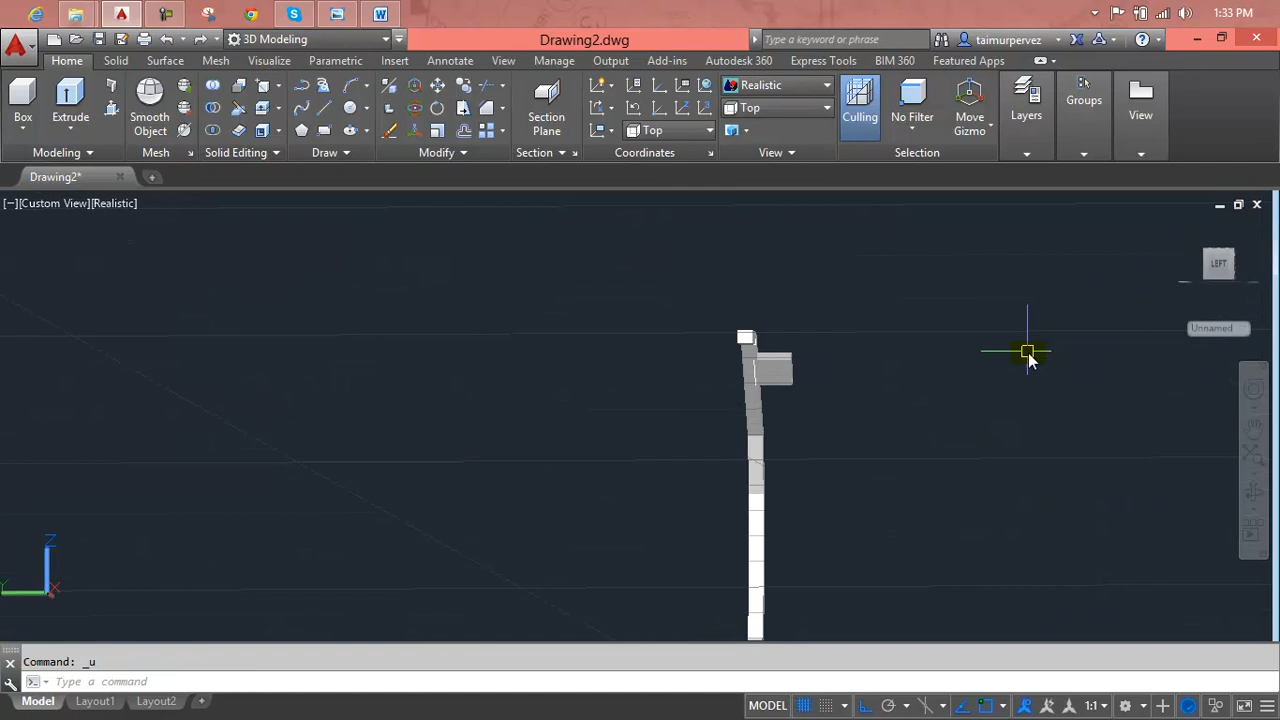 1:33 PM
3D Modeling
Drawing2.dwg
Type a keyword or phrase
taimurpervez
Home Solid Surface Mesh Visualize Parametric Insert Annotate View Manage Output Add-ins Autodesk 360 Express Tools BIM 360 Featured Apps
Box
Extrude
Smooth
Object
Section
Plane
Realistic
Top
Top
Culling
No Filter
Move
Gizmo
Layers
Groups
View
Modeling
Mesh
Solid Editing
Draw
Modify
Section
Coordinates
View
Selection
Drawing2*
[−][Custom View][Realistic]
LEFT
Unnamed
Z
Y
X
Command: _u
Type a command
Model Layout1 Layout2
MODEL
1:1